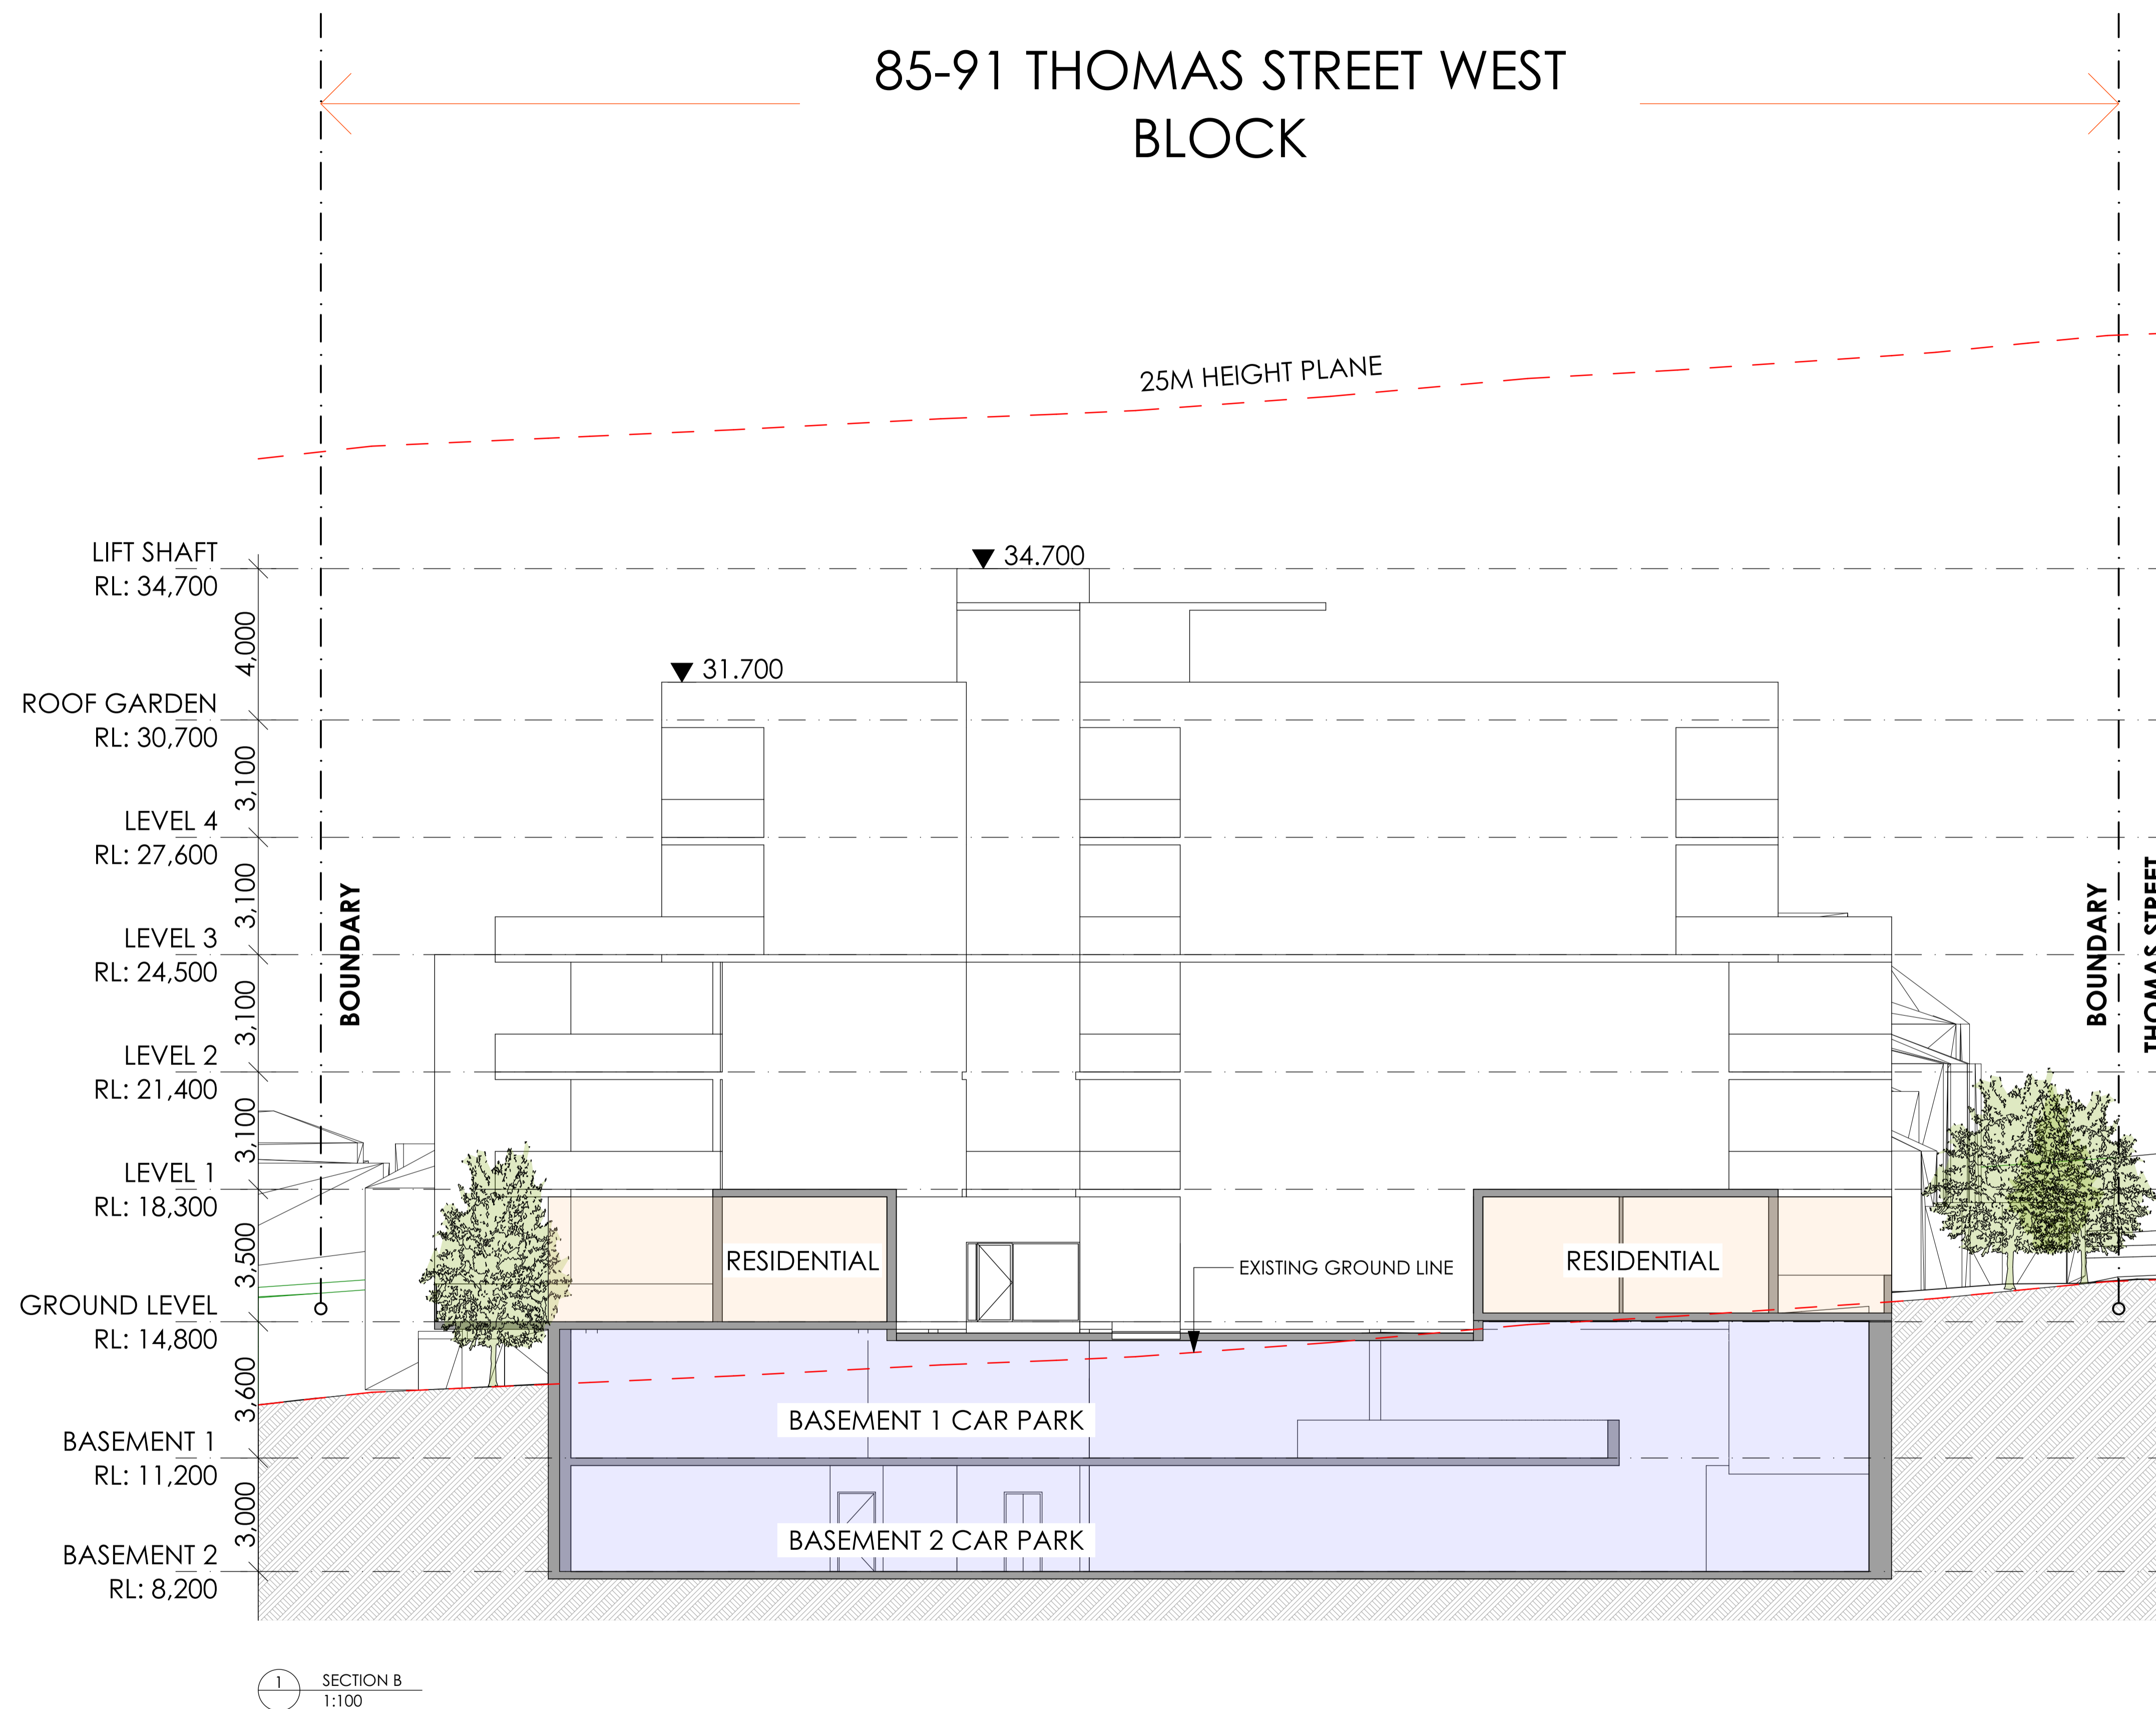 85-91 THOMAS STREET WEST
BLOCK
25M HEIGHT PLANE
LIFT SHAFT
RL: 34,700
34.700
4,000
31.700
ROOF GARDEN
RL: 30,700
3,100
LEVEL 4
RL: 27,600
3,100
LEVEL 3
RL: 24,500
BOUNDARY
BOUNDARY
THOMAS STREET
3,100
LEVEL 2
RL: 21,400
3,100
LEVEL 1
RL: 18,300
3,500
RESIDENTIAL
RESIDENTIAL
EXISTING GROUND LINE
GROUND LEVEL
RL: 14,800
3,600
BASEMENT 1 CAR PARK
BASEMENT 1
RL: 11,200
3,000
BASEMENT 2 CAR PARK
BASEMENT 2
RL: 8,200
1
SECTION B
1:100